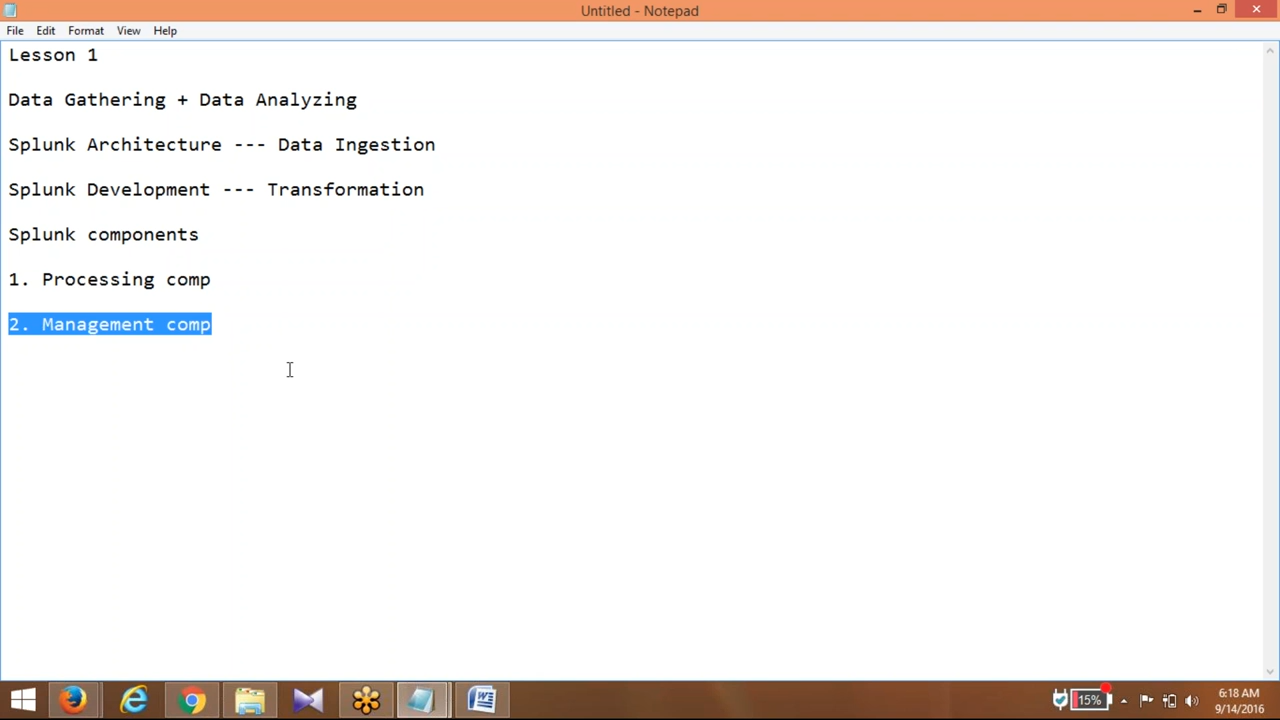 Untitled - Notepad
File Edit Format View Help
Lesson 1
Data Gathering + Data Analyzing
Splunk Architecture --- Data Ingestion
Splunk Development --- Transformation
Splunk components
1. Processing comp
2. Management comp
15%
6:18 AM
9/14/2016